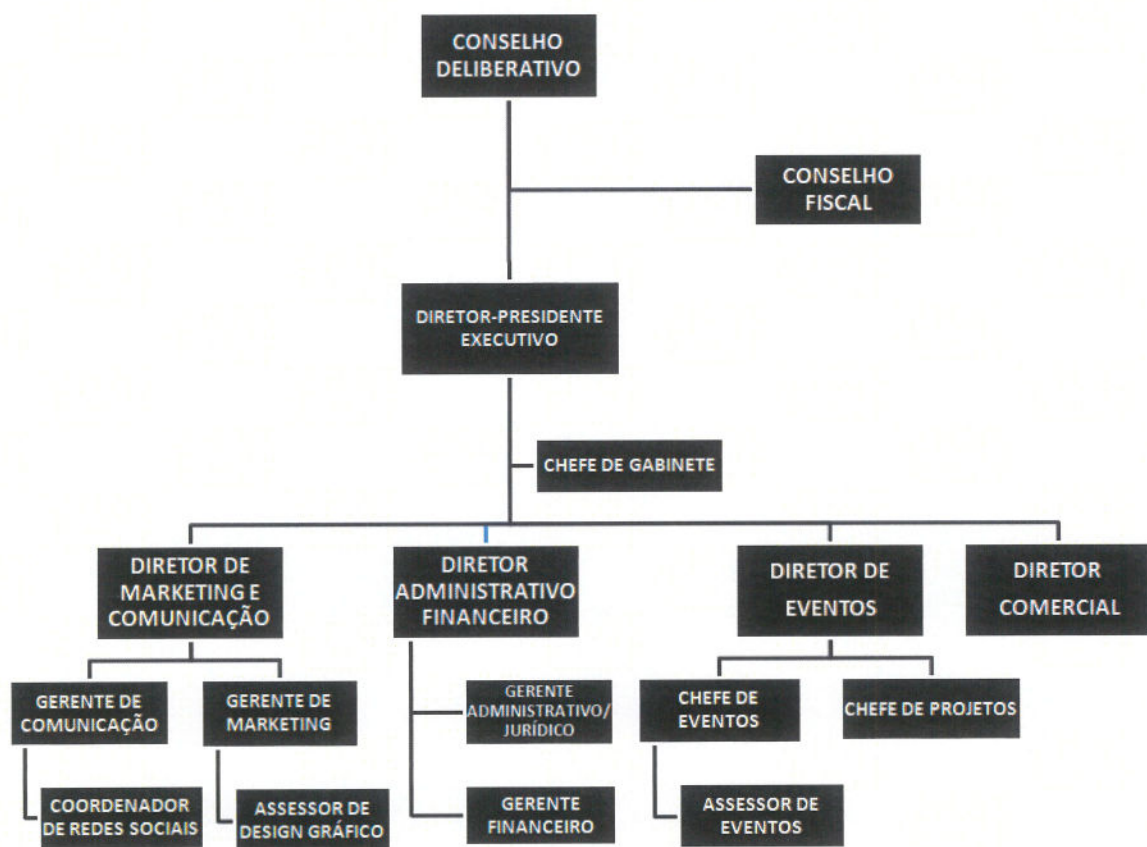 CONSELHO
DELIBERATIVO
CONSELHO
FISCAL
DIRETOR-PRESIDENTE
EXECUTIVO
CHEFE DE GABINETE
DIRETOR DE
MARKETING E
COMUNICAÇÃO
DIRETOR
ADMINISTRATIVO
FINANCEIRO
DIRETOR DE
EVENTOS
DIRETOR
COMERCIAL
GERENTE DE
COMUNICAÇÃO
GERENTE DE
MARKETING
GERENTE
ADMINISTRATIVO/
JURÍDICO
CHEFE DE
EVENTOS
CHEFE DE PROJETOS
COORDENADOR
DE REDES SOCIAIS
ASSESSOR DE
DESIGN GRÁFICO
GERENTE
FINANCEIRO
ASSESSOR DE
EVENTOS